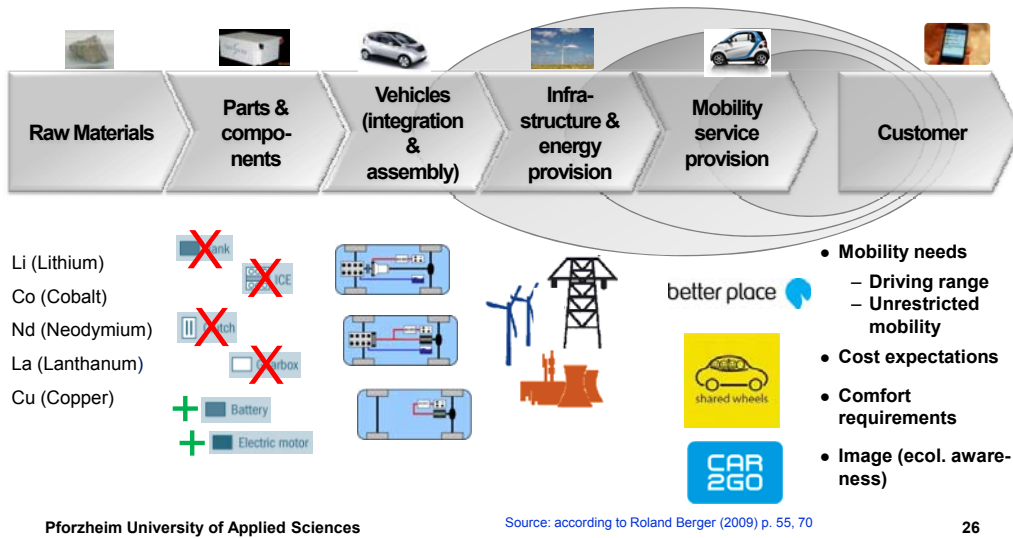 Raw Materials
Parts &
compo-
nents
Vehicles
(integration
&
assembly)
Infra-
structure &
energy
provision
Mobility
service
provision
Customer
Li (Lithium)
Co (Cobalt)
Nd (Neodymium)
La (Lanthanum)
Cu (Copper)
ICE
Battery
Electric motor
better place
shared wheels
CAR
2GO
● Mobility needs
– Driving range
– Unrestricted
mobility
● Cost expectations
● Comfort
requirements
● Image (ecol. aware-
ness)
Pforzheim University of Applied Sciences
Source: according to Roland Berger (2009) p. 55, 70
26